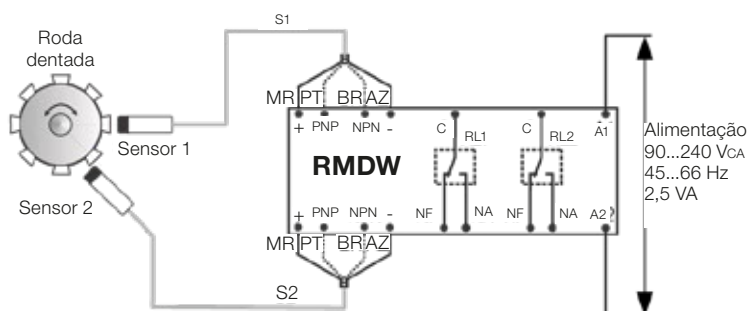 S1
Roda
dentada
MR PT BR AZ
+ PNP NPN -
C RL1 C RL2 A1
Sensor 1
RMDW
Alimentação
90...240 VCA
45...66 Hz
2,5 VA
Sensor 2
+ PNP NPN - NF NA NF NA A2
MR PT BR AZ
S2